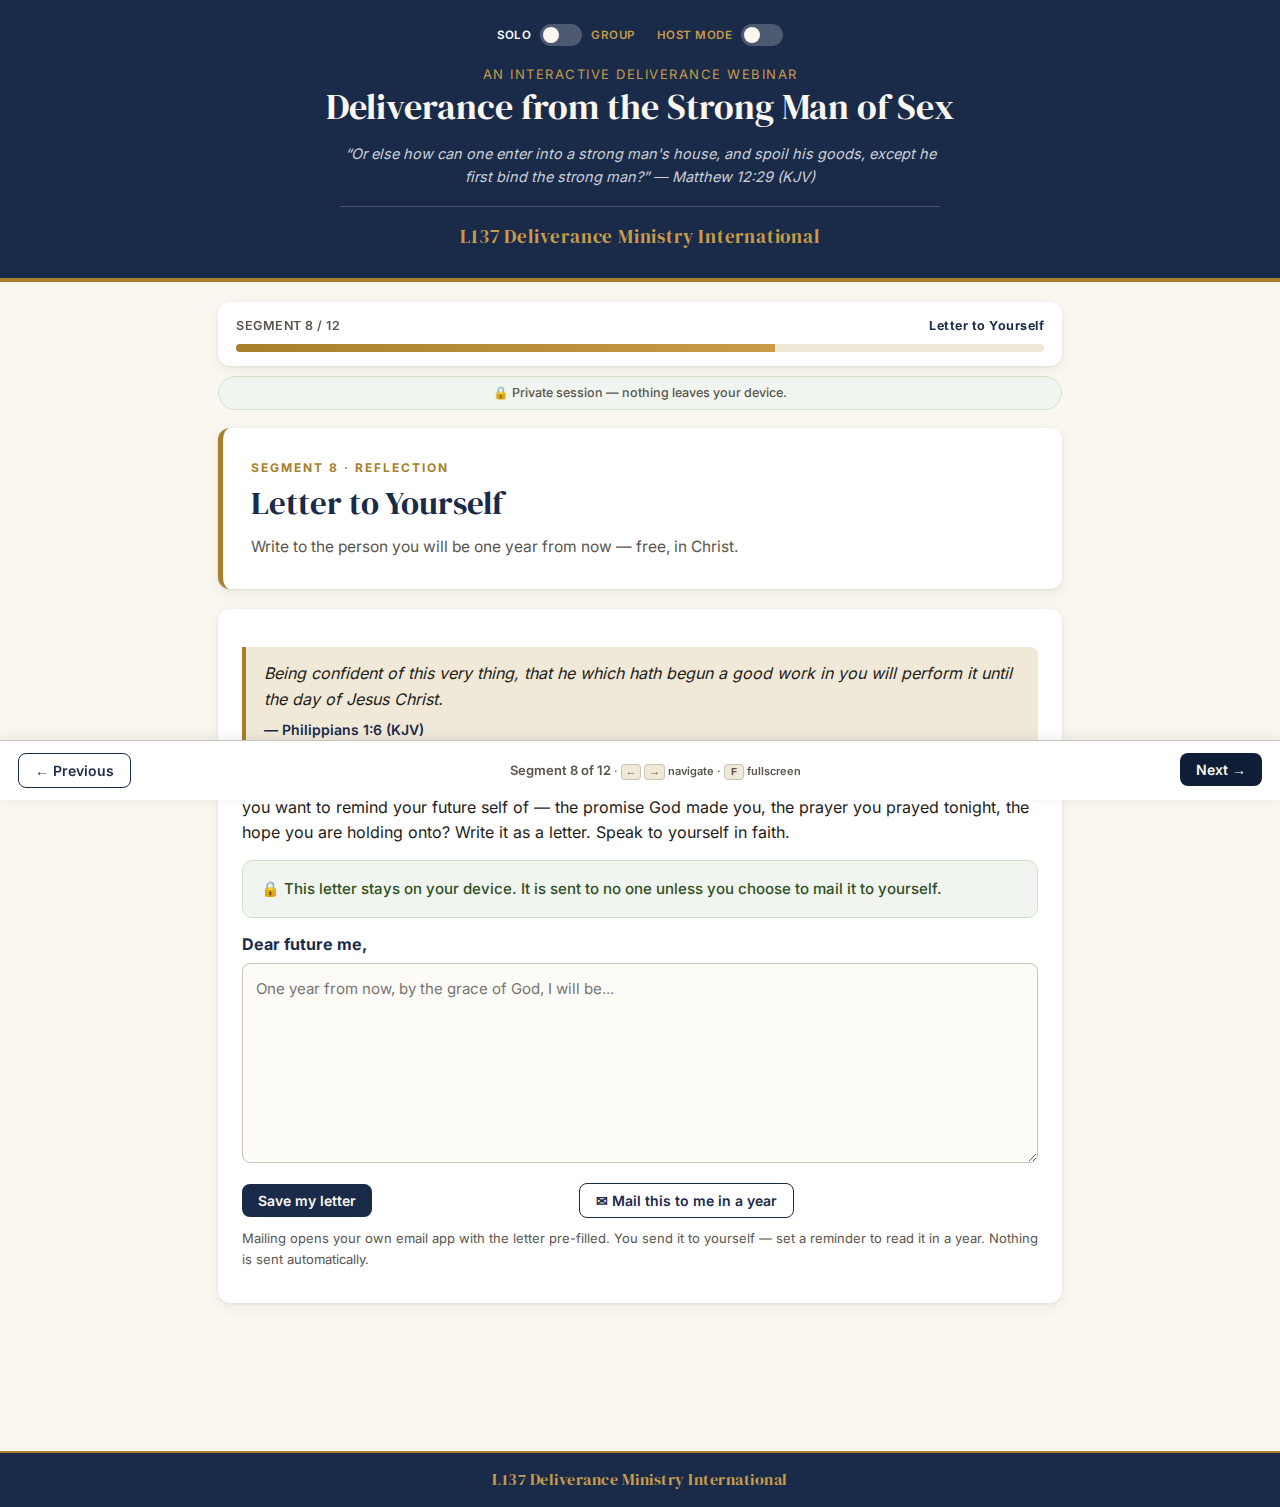 SOLO GROUP HOST MODE
AN INTERACTIVE DELIVERANCE WEBINAR
Deliverance from the Strong Man of Sex
“Or else how can one enter into a strong man's house, and spoil his goods, except he
first bind the strong man?” — Matthew 12:29 (KJV)
L137 Deliverance Ministry International
SEGMENT 8 / 12 Letter to Yourself
🔒 Private session — nothing leaves your device.
SEGMENT 8 · REFLECTION
Letter to Yourself
Write to the person you will be one year from now — free, in Christ.
Being confident of this very thing, that he which hath begun a good work in you will perform it until
the day of Jesus Christ.
— Philippians 1:6 (KJV)
← Previous Segment 8 of 12 · ← → navigate · F fullscreen Next →
you want to remind your future self of — the promise God made you, the prayer you prayed tonight, the
hope you are holding onto? Write it as a letter. Speak to yourself in faith.
🔒 This letter stays on your device. It is sent to no one unless you choose to mail it to yourself.
Dear future me,
One year from now, by the grace of God, I will be...
Save my letter ✉ Mail this to me in a year
Mailing opens your own email app with the letter pre-filled. You send it to yourself — set a reminder to read it in a year. Nothing
is sent automatically.
L137 Deliverance Ministry International